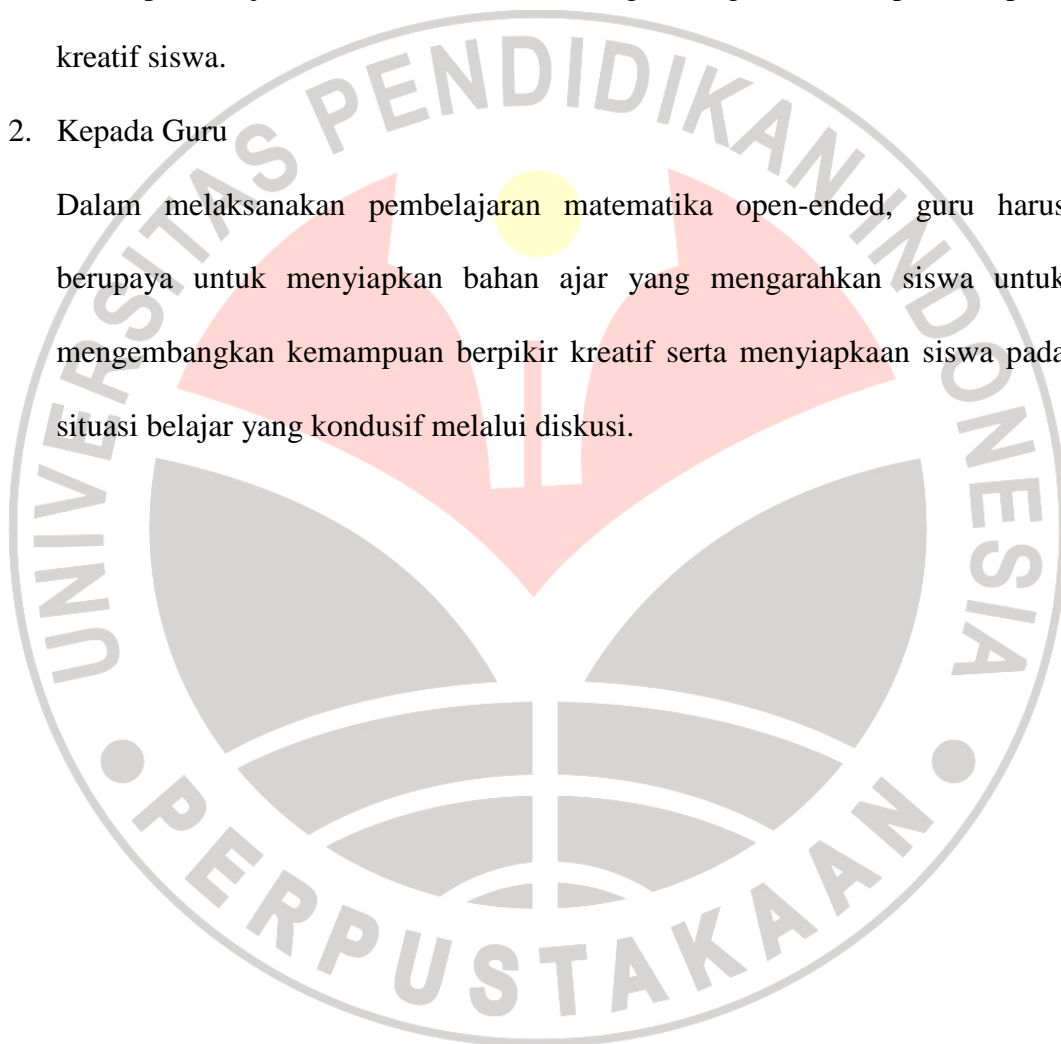 kreatif siswa.
2. Kepada Guru
Dalam melaksanakan pembelajaran matematika open-ended, guru harus
berupaya untuk menyiapkan bahan ajar yang mengarahkan siswa untuk
mengembangkan kemampuan berpikir kreatif serta menyiapkaan siswa pada
situasi belajar yang kondusif melalui diskusi.
UNIVERSITAS PENDIDIKAN INDONESIA
PERPUSTAKAAN